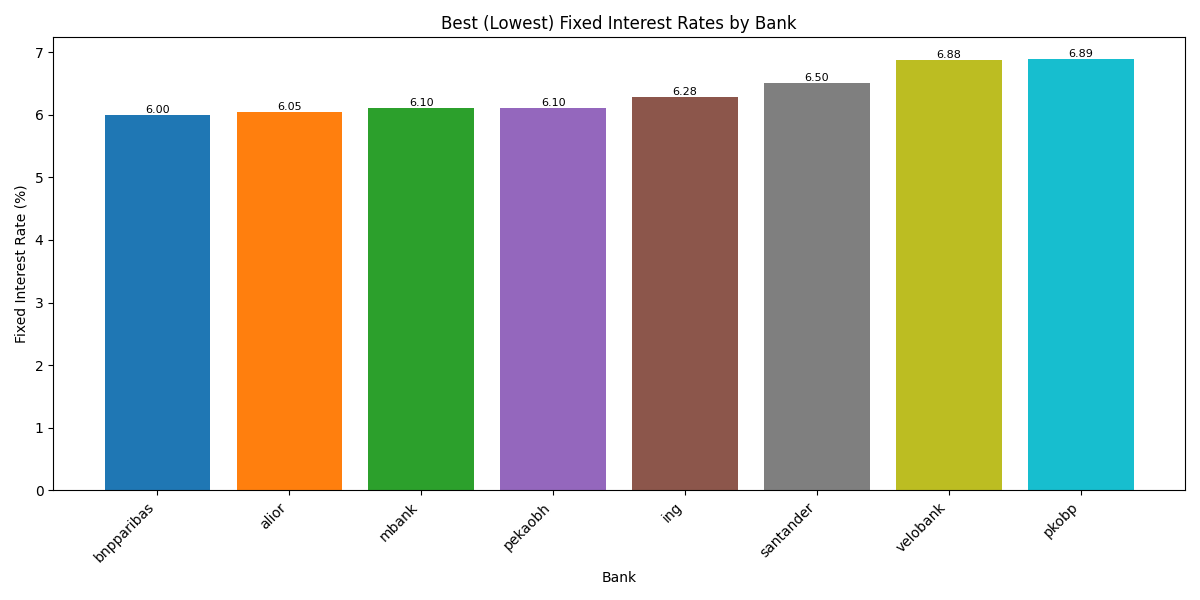 Best (Lowest) Fixed Interest Rates by Bank
Fixed Interest Rate (%)
7
6
5
4
3
2
1
0
6.00
6.05
6.10
6.10
6.28
6.50
6.88
6.89
bnpparibas
alior
mbank
pekaobh
ing
santander
velobank
pkobp
Bank